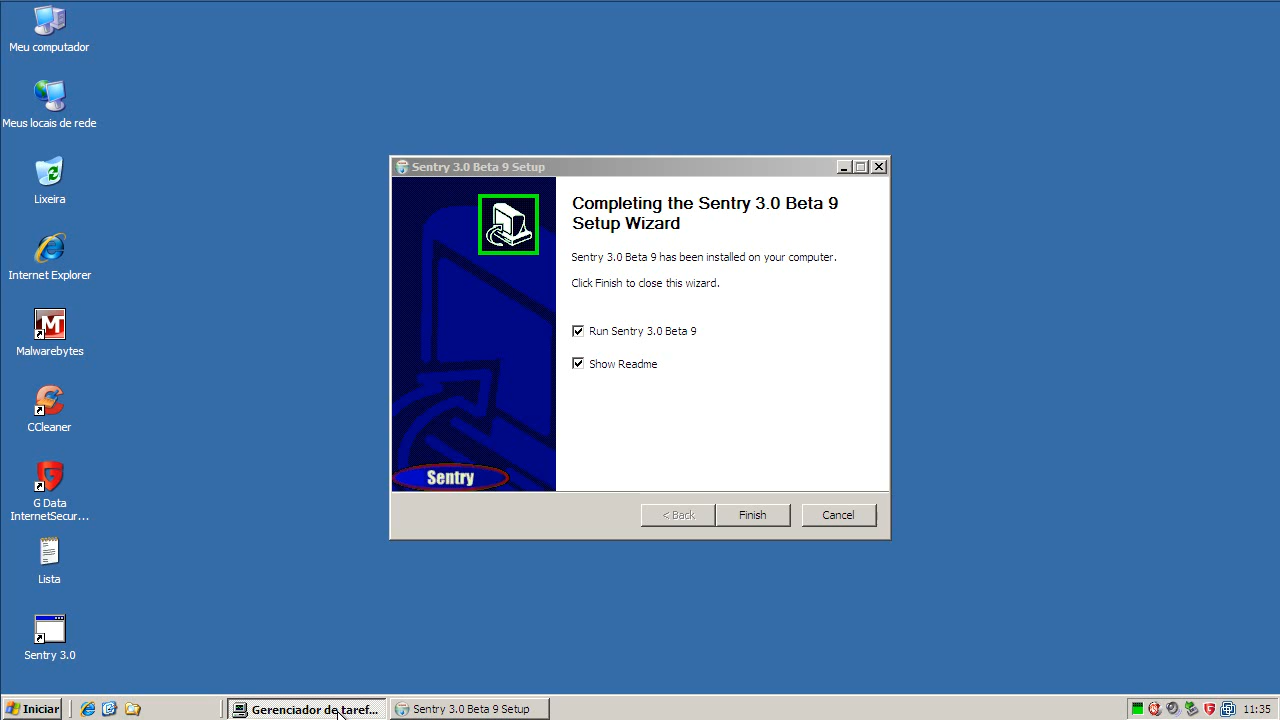 Meu computador
Meus locais de rede
Lixeira
Internet Explorer
Malwarebytes
CCleaner
G Data
InternetSecur...
Lista
Sentry 3.0
Sentry 3.0 Beta 9 Setup
Completing the Sentry 3.0 Beta 9
Setup Wizard
Sentry 3.0 Beta 9 has been installed on your computer.
Click Finish to close this wizard.
Run Sentry 3.0 Beta 9
Show Readme
Sentry
< Back
Finish
Cancel
Iniciar
Gerenciador de taref...
Sentry 3.0 Beta 9 Setup
11:35